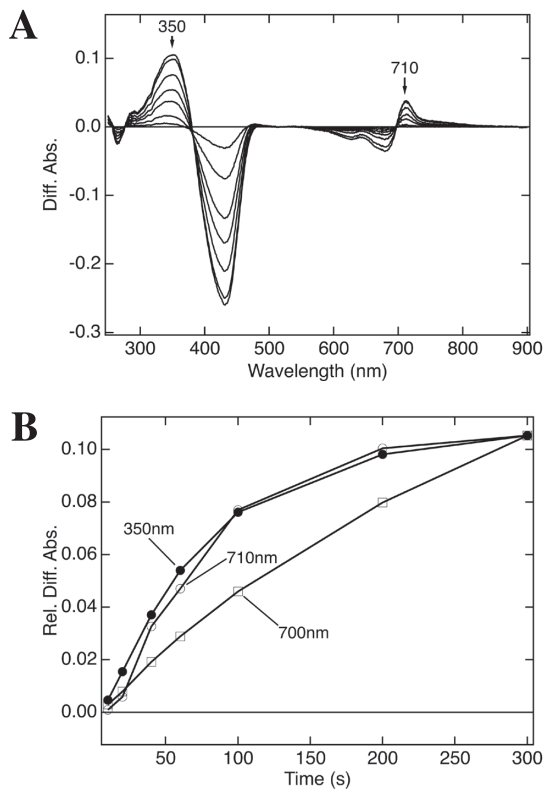 A
350
710
0.1
0.0
-0.1
-0.2
-0.3
Diff. Abs.
300 400 500 600 700 800 900
Wavelength (nm)
B
0.10
0.08
0.06
0.04
0.02
0.00
Rel. Diff. Abs.
350nm
710nm
700nm
50 100 150 200 250 300
Time (s)